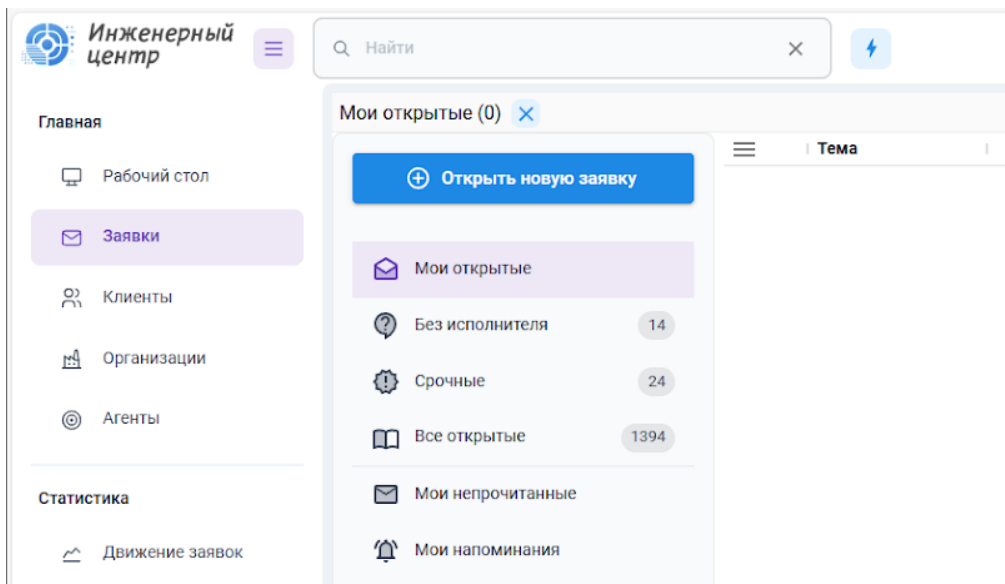 Инженерный
центр
Найти
Главная
Рабочий стол
Заявки
Клиенты
Организации
Агенты
Статистика
Движение заявок
Мои открытые (0)
Открыть новую заявку
Мои открытые
Без исполнителя 14
Срочные 24
Все открытые 1394
Мои непрочитанные
Мои напоминания
Тема